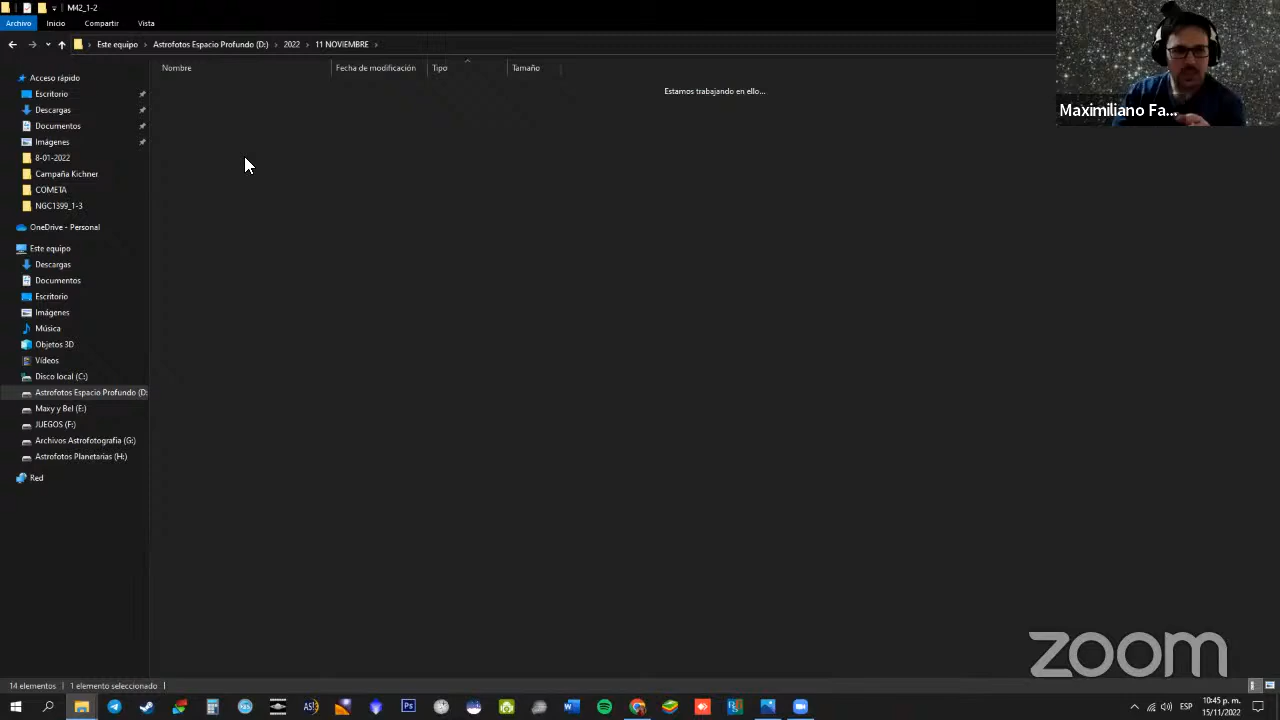 M42_1-2
Archivo Inicio Compartir Vista
Este equipo Astrofotos Espacio Profundo (D:) 2022 11 NOVIEMBRE
Nombre Fecha de modificación Tipo Tamaño
Estamos trabajando en ello...
Maximiliano Fa...
Acceso rápido
Escritorio
Descargas
Documentos
Imágenes
8-01-2022
Campaña Kichner
COMETA
NGC1399_1-3
OneDrive - Personal
Este equipo
Descargas
Documentos
Escritorio
Imágenes
Música
Objetos 3D
Vídeos
Disco local (C:)
Astrofotos Espacio Profundo (D:
Maxy y Bel (E:)
JUEGOS (F:)
Archivos Astrofotografia (G:)
Astrofotos Planetarias (H:)
Red
zoom
14 elementos 1 elemento seleccionado
AS!
Ps
W
ESP
10:45 p. m.
15/11/2022